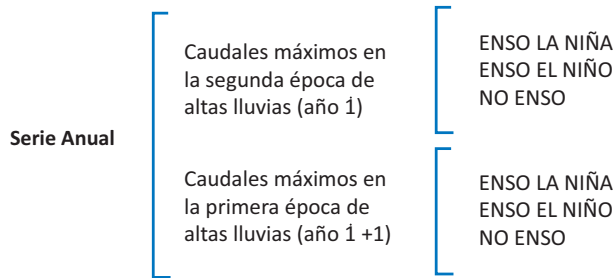 Serie Anual
Caudales máximos en
la segunda época de
altas lluvias (año i̇)
ENSO LA NIÑA
ENSO EL NIÑO
NO ENSO
Caudales máximos en
la primera época de
altas lluvias (año i̇ +1)
ENSO LA NIÑA
ENSO EL NIÑO
NO ENSO